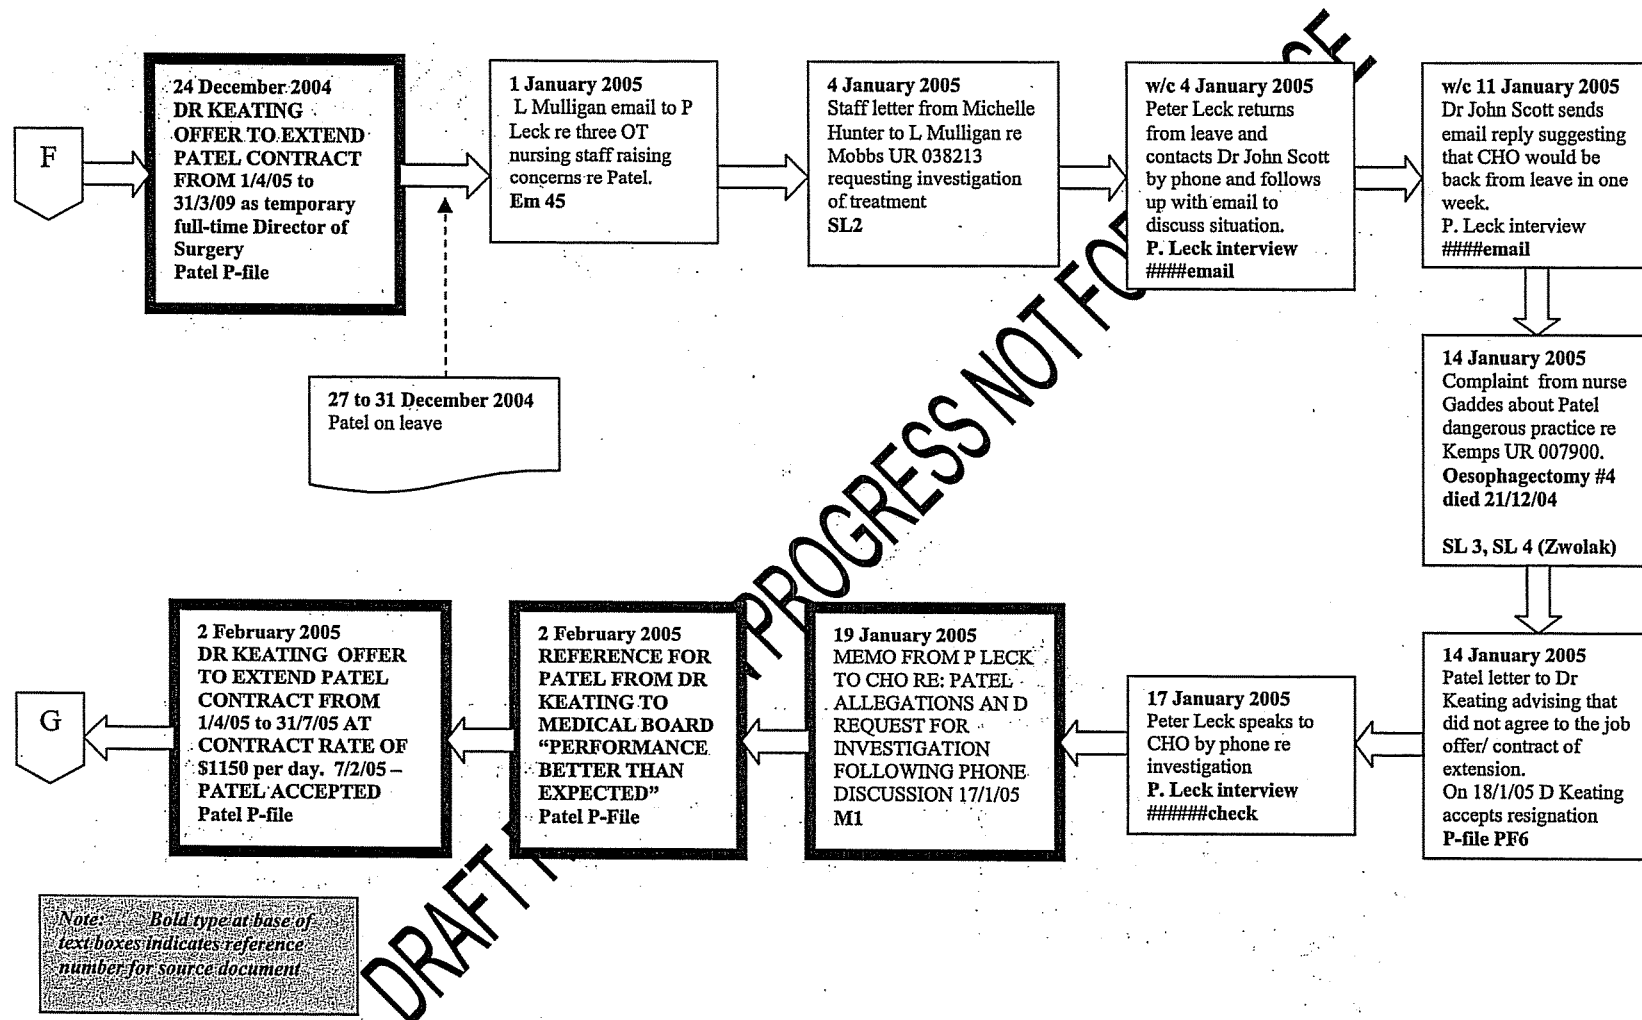 F
24 December 2004
DR KEATING
OFFER TO EXTEND
PATEL CONTRACT
FROM 1/4/05 to
31/3/09 as temporary
full-time Director of
Surgery
Patel P-file
1 January 2005
L Mulligan email to P
Leck re three OT
nursing staff raising
concerns re Patel.
Em 45
4 January 2005
Staff letter from Michelle
Hunter to L Mulligan re
Mobbs UR 038213
requesting investigation
of treatment
SL2
w/c 4 January 2005
Peter Leck returns
from leave and
contacts Dr John Scott
by phone and follows
up with email to
discuss situation.
P. Leck interview
####email
w/c 11 January 2005
Dr John Scott sends
email reply suggesting
that CHO would be
back from leave in one
week.
P. Leck interview
####email
27 to 31 December 2004
Patel on leave
14 January 2005
Complaint from nurse
Gaddes about Patel
dangerous practice re
Kemps UR 007900.
Oesophagectomy #4
died 21/12/04
SL 3, SL 4 (Zwolak)
14 January 2005
Patel letter to Dr
Keating advising that
did not agree to the job
offer/ contract of
extension.
On 18/1/05 D Keating
accepts resignation
P-file PF6
17 January 2005
Peter Leck speaks to
CHO by phone re
investigation
P. Leck interview
######check
19 January 2005
MEMO FROM P LECK
TO CHO RE: PATEL
ALLEGATIONS AN D
REQUEST FOR
INVESTIGATION
FOLLOWING PHONE
DISCUSSION 17/1/05
M1
2 February 2005
REFERENCE FOR
PATEL FROM DR
KEATING TO
MEDICAL BOARD
“PERFORMANCE
BETTER THAN
EXPECTED”
Patel P-File
2 February 2005
DR KEATING OFFER
TO EXTEND PATEL
CONTRACT FROM
1/4/05 to 31/7/05 AT
CONTRACT RATE OF
$1150 per day. 7/2/05 –
PATEL ACCEPTED
Patel P-file
G
Note: Bold type at base of
text boxes indicates reference
number for source document
DRAFT PROGRESS NOT